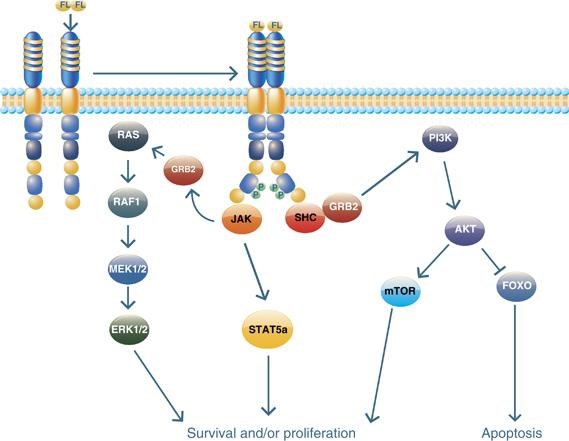 FL FL
FL FL
RAS
PI3K
GRB2
RAF1
P P
P P
JAK
SHC
GRB2
AKT
MEK1/2
mTOR
FOXO
ERK1/2
STAT5a
Survival and/or proliferation
Apoptosis